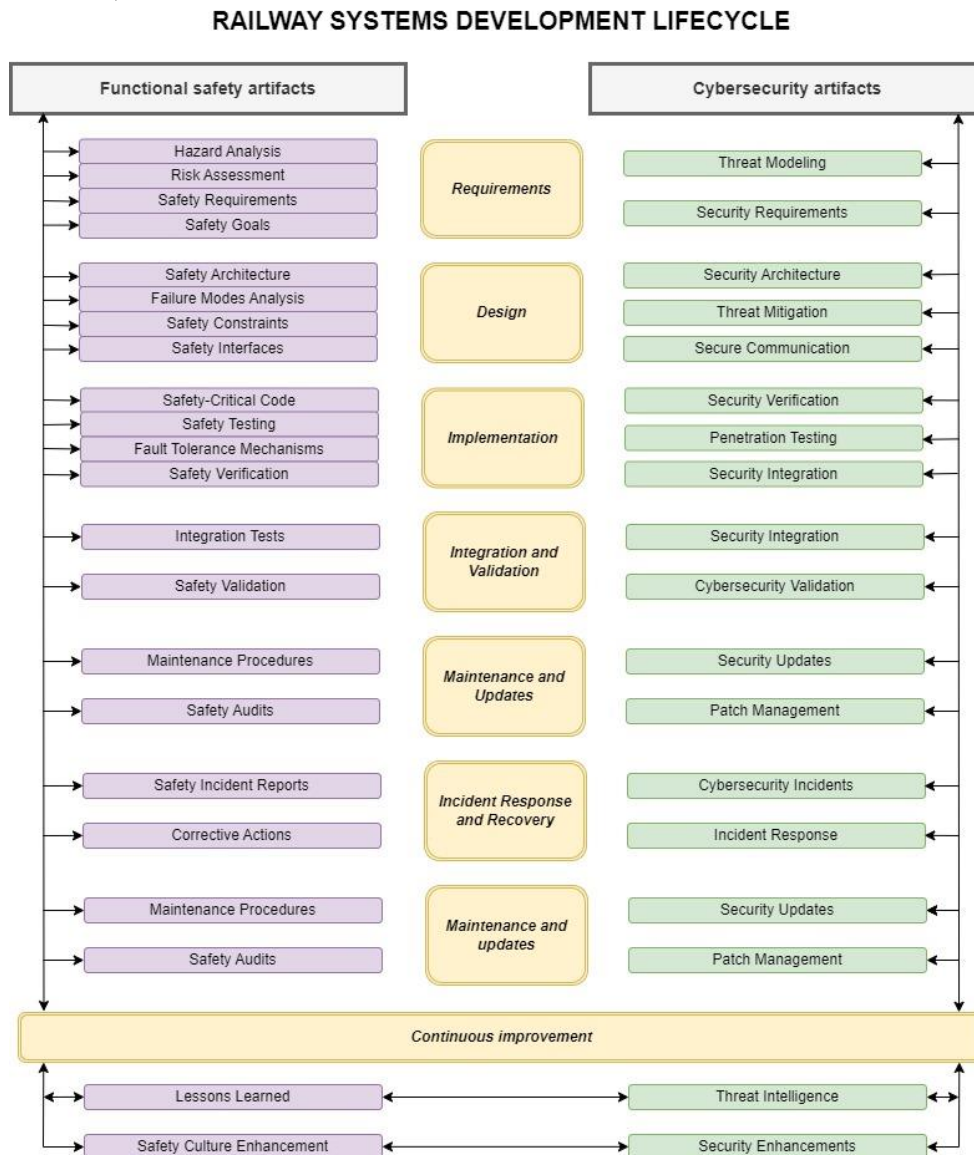 RAILWAY SYSTEMS DEVELOPMENT LIFECYCLE
Functional safety artifacts
Cybersecurity artifacts
Hazard Analysis
Risk Assessment
Safety Requirements
Safety Goals
Requirements
Threat Modeling
Security Requirements
Safety Architecture
Failure Modes Analysis
Safety Constraints
Safety Interfaces
Design
Security Architecture
Threat Mitigation
Secure Communication
Safety-Critical Code
Safety Testing
Fault Tolerance Mechanisms
Safety Verification
Implementation
Security Verification
Penetration Testing
Security Integration
Integration Tests
Safety Validation
Integration and
Validation
Security Integration
Cybersecurity Validation
Maintenance Procedures
Safety Audits
Maintenance and
Updates
Security Updates
Patch Management
Safety Incident Reports
Corrective Actions
Incident Response
and Recovery
Cybersecurity Incidents
Incident Response
Maintenance Procedures
Safety Audits
Maintenance and
updates
Security Updates
Patch Management
Continuous improvement
Lessons Learned
Threat Intelligence
Safety Culture Enhancement
Security Enhancements